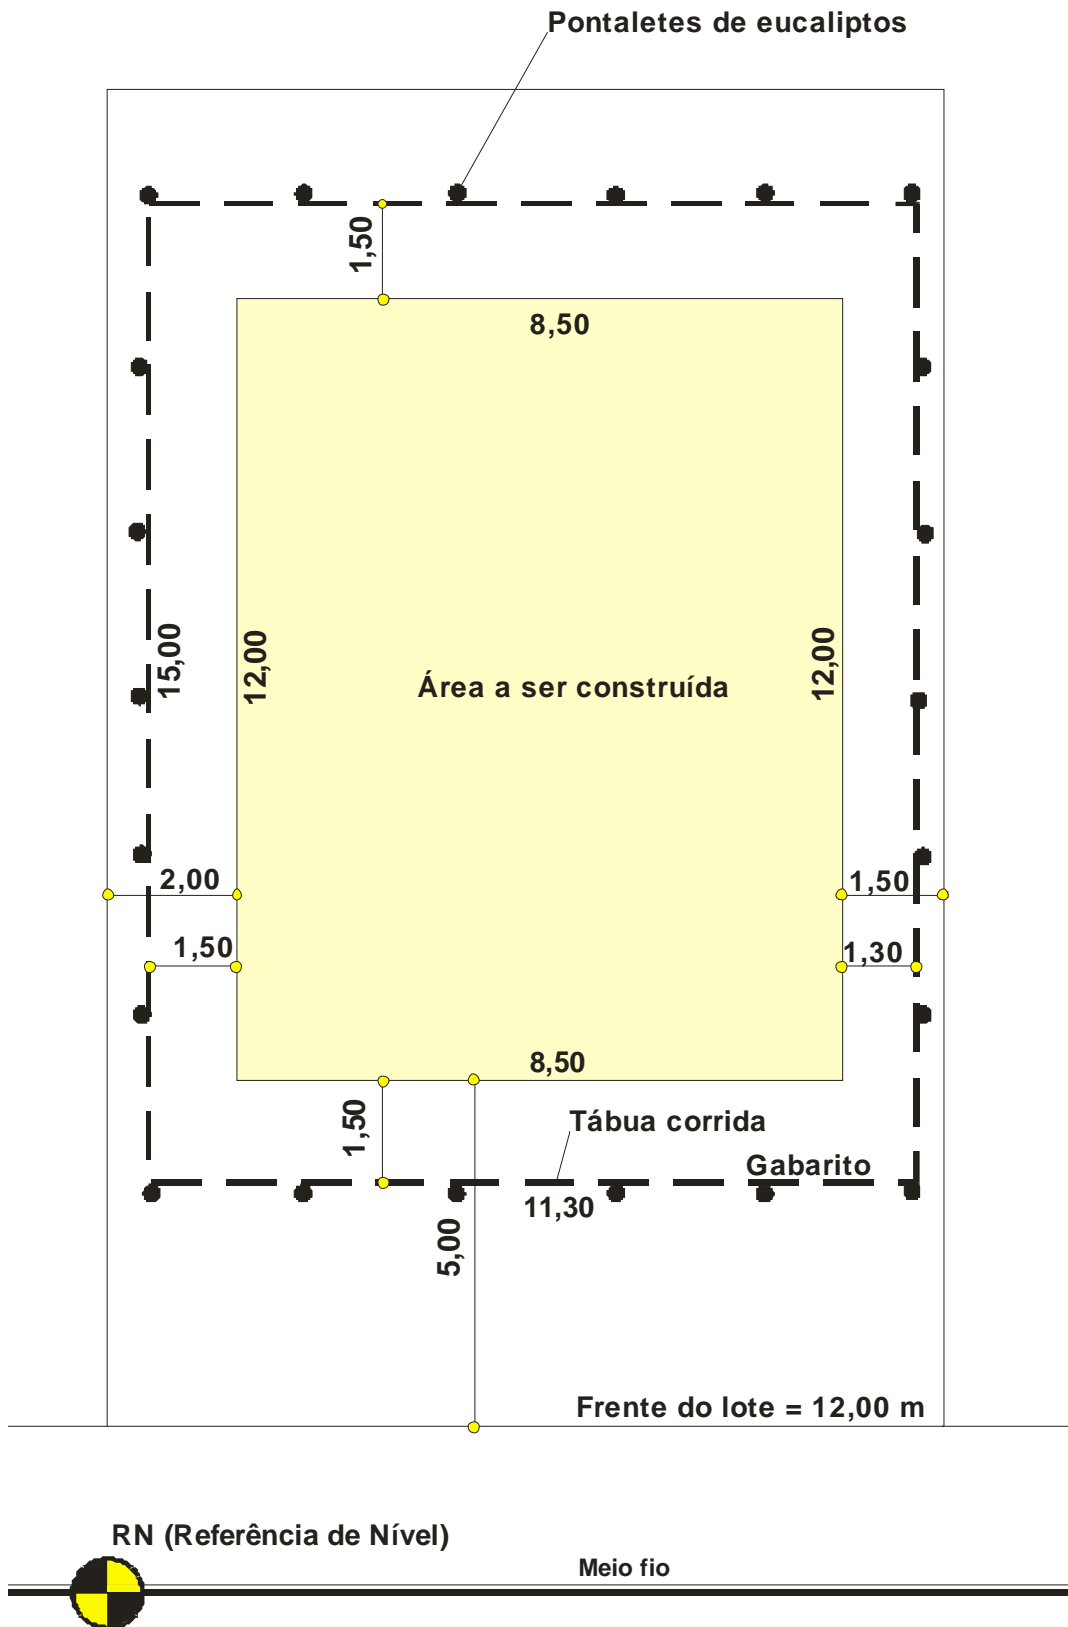 Pontaletes de eucaliptos
1,50
8,50
15,00
12,00
12,00
Área a ser construída
2,00
1,50
1,50
1,30
8,50
1,50
Tábua corrida
Gabarito
11,30
5,00
Frente do lote = 12,00 m
RN (Referência de Nível)
Meio fio